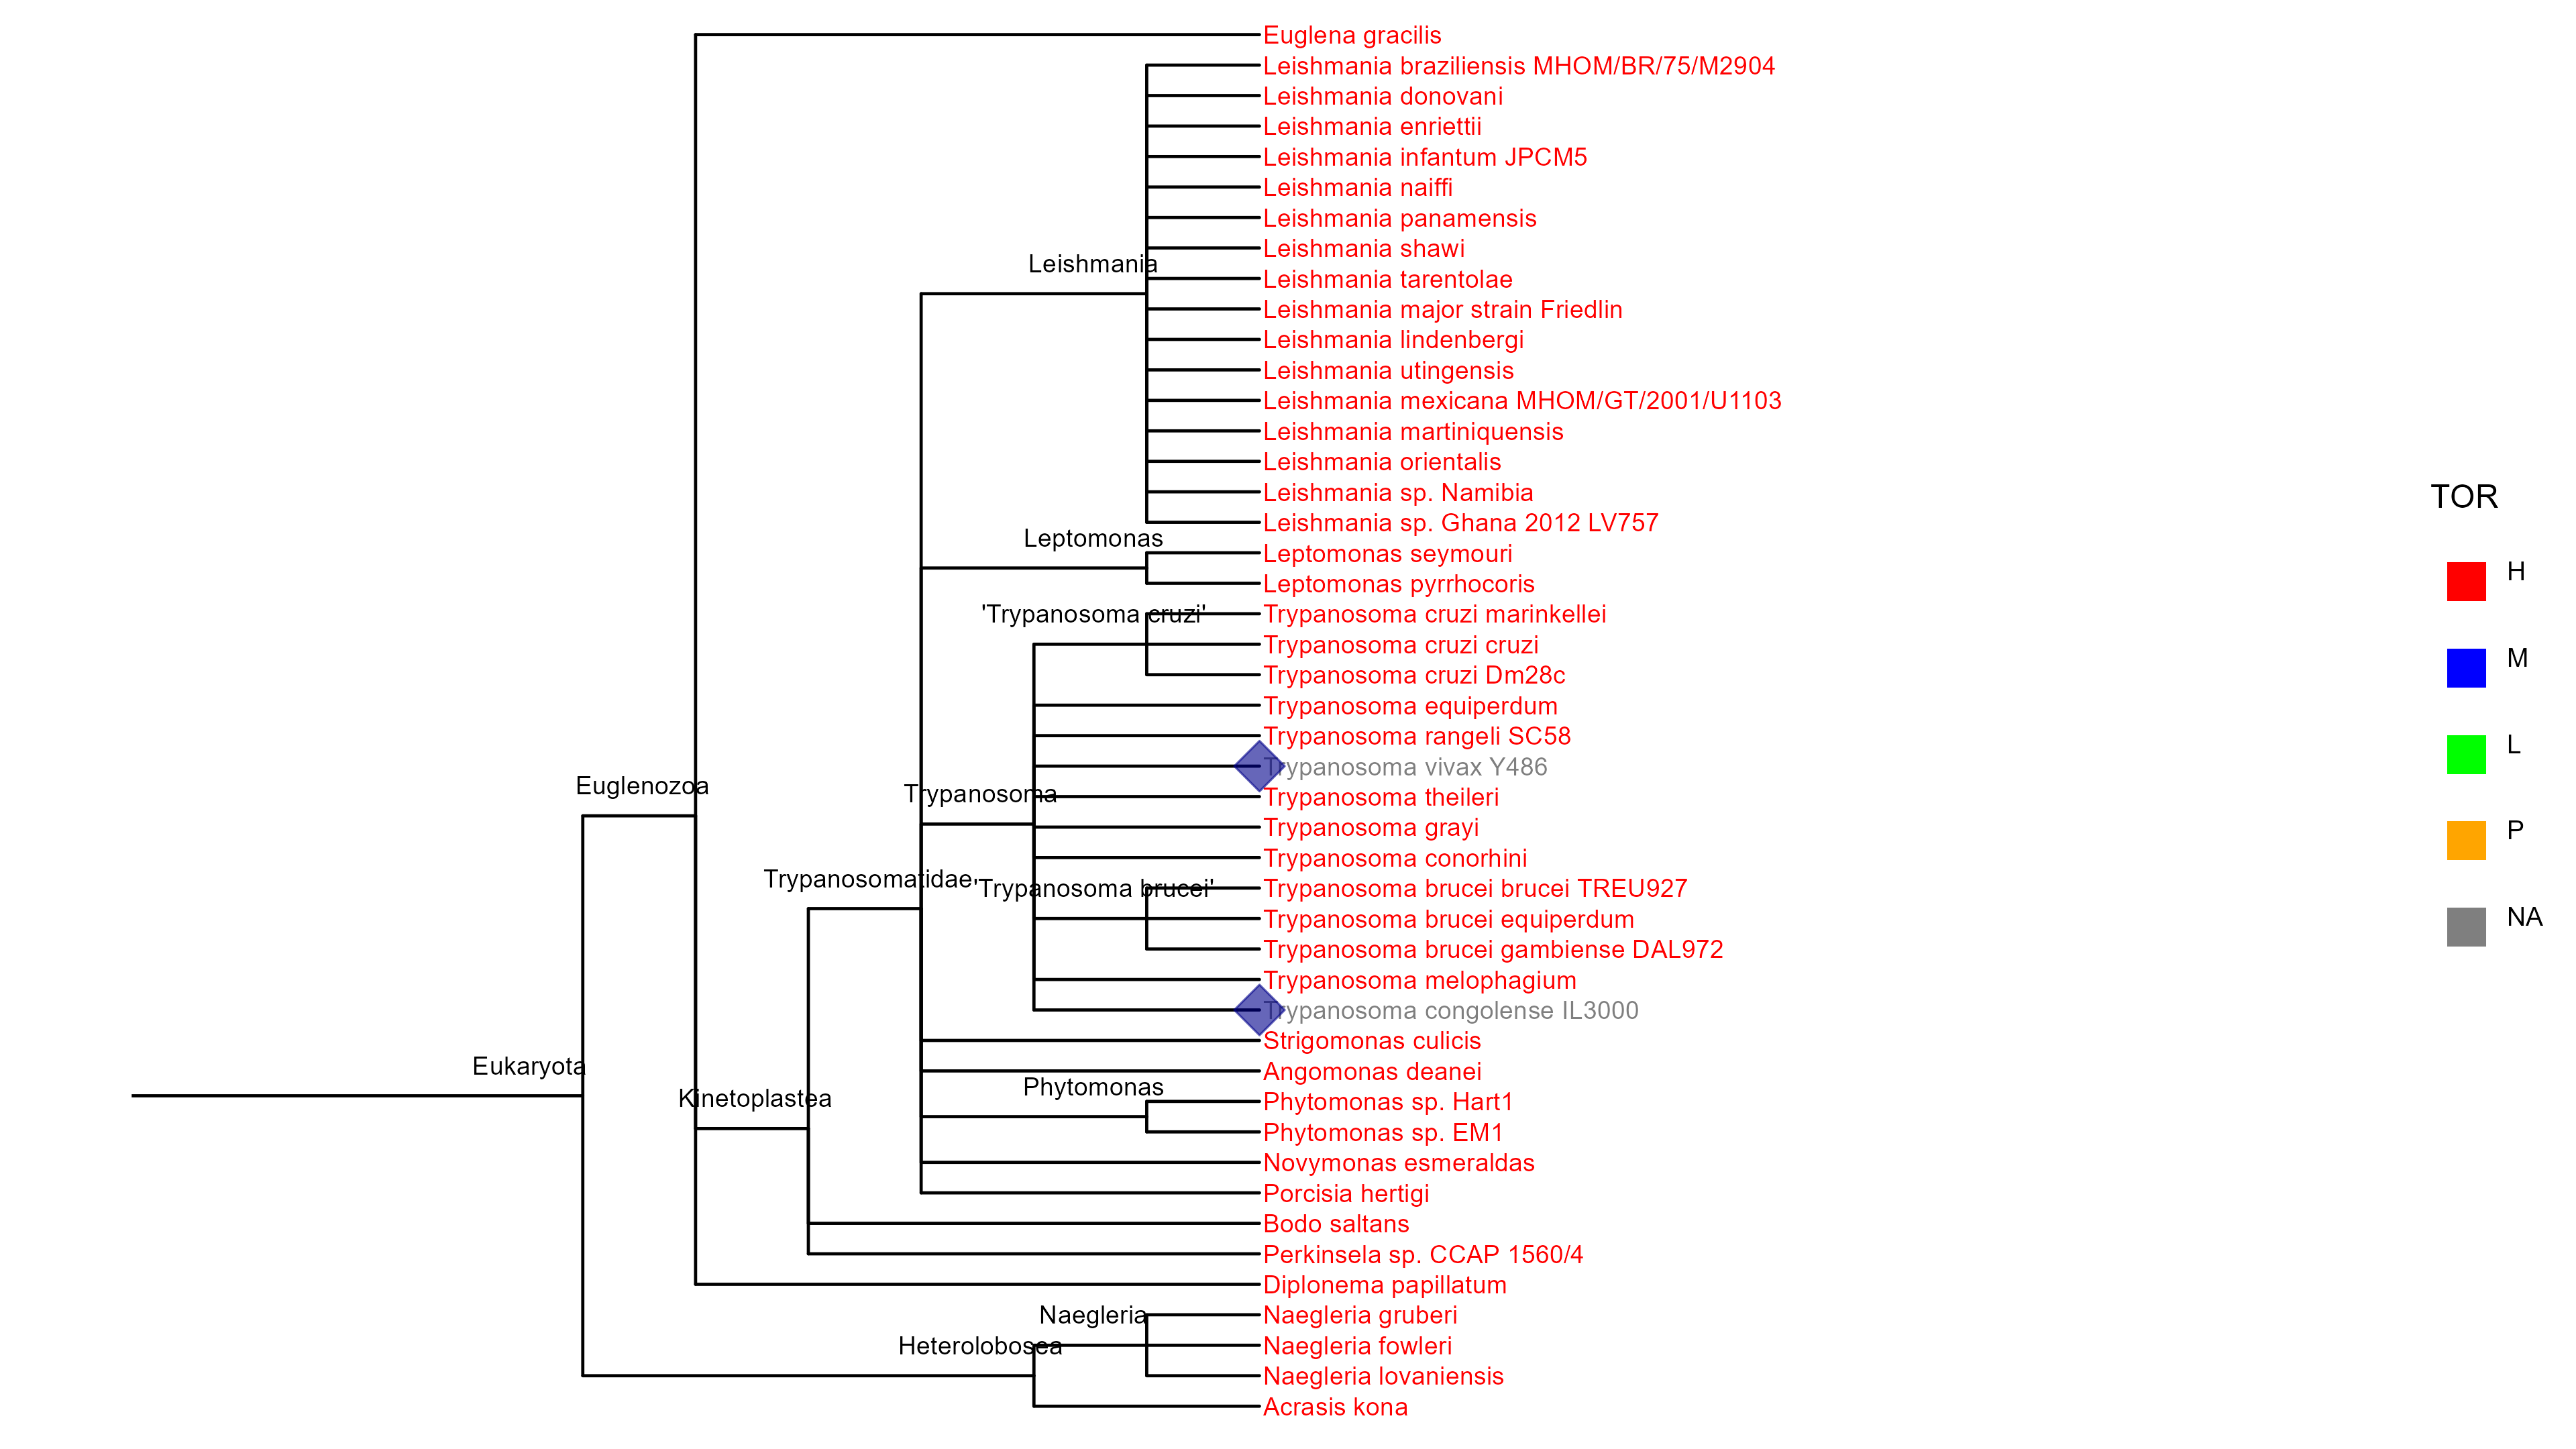 Euglena gracilis
Leishmania braziliensis MHOM/BR/75/M2904
Leishmania donovani
Leishmania enriettii
Leishmania infantum JPCM5
Leishmania naiffi
Leishmania panamensis
Leishmania shawi
Leishmania
Leishmania tarentolae
Leishmania major strain Friedlin
Leishmania lindenbergi
Leishmania utingensis
Leishmania mexicana MHOM/GT/2001/U1103
Leishmania martiniquensis
Leishmania orientalis
Leishmania sp. Namibia
TOR
Leishmania sp. Ghana 2012 LV757
Leptomonas
Leptomonas seymouri
H
Leptomonas pyrrhocoris
'Trypanosoma cruzi'
Trypanosoma cruzi marinkellei
Trypanosoma cruzi cruzi
M
Trypanosoma cruzi Dm28c
Trypanosoma equiperdum
Trypanosoma rangeli SC58
L
Trypanosoma vivax Y486
Euglenozoa
Trypanosoma
Trypanosoma theileri
Trypanosoma grayi
P
Trypanosoma conorhini
Trypanosomatidae
'Trypanosoma brucei'
Trypanosoma brucei brucei TREU927
Trypanosoma brucei equiperdum
NA
Trypanosoma brucei gambiense DAL972
Trypanosoma melophagium
Trypanosoma congolense IL3000
Strigomonas culicis
Eukaryota
Angomonas deanei
Phytomonas
Kinetoplastea
Phytomonas sp. Hart1
Phytomonas sp. EM1
Novymonas esmeraldas
Porcisia hertigi
Bodo saltans
Perkinsela sp. CCAP 1560/4
Diplonema papillatum
Naegleria
Naegleria gruberi
Heterolobosea
Naegleria fowleri
Naegleria lovaniensis
Acrasis kona